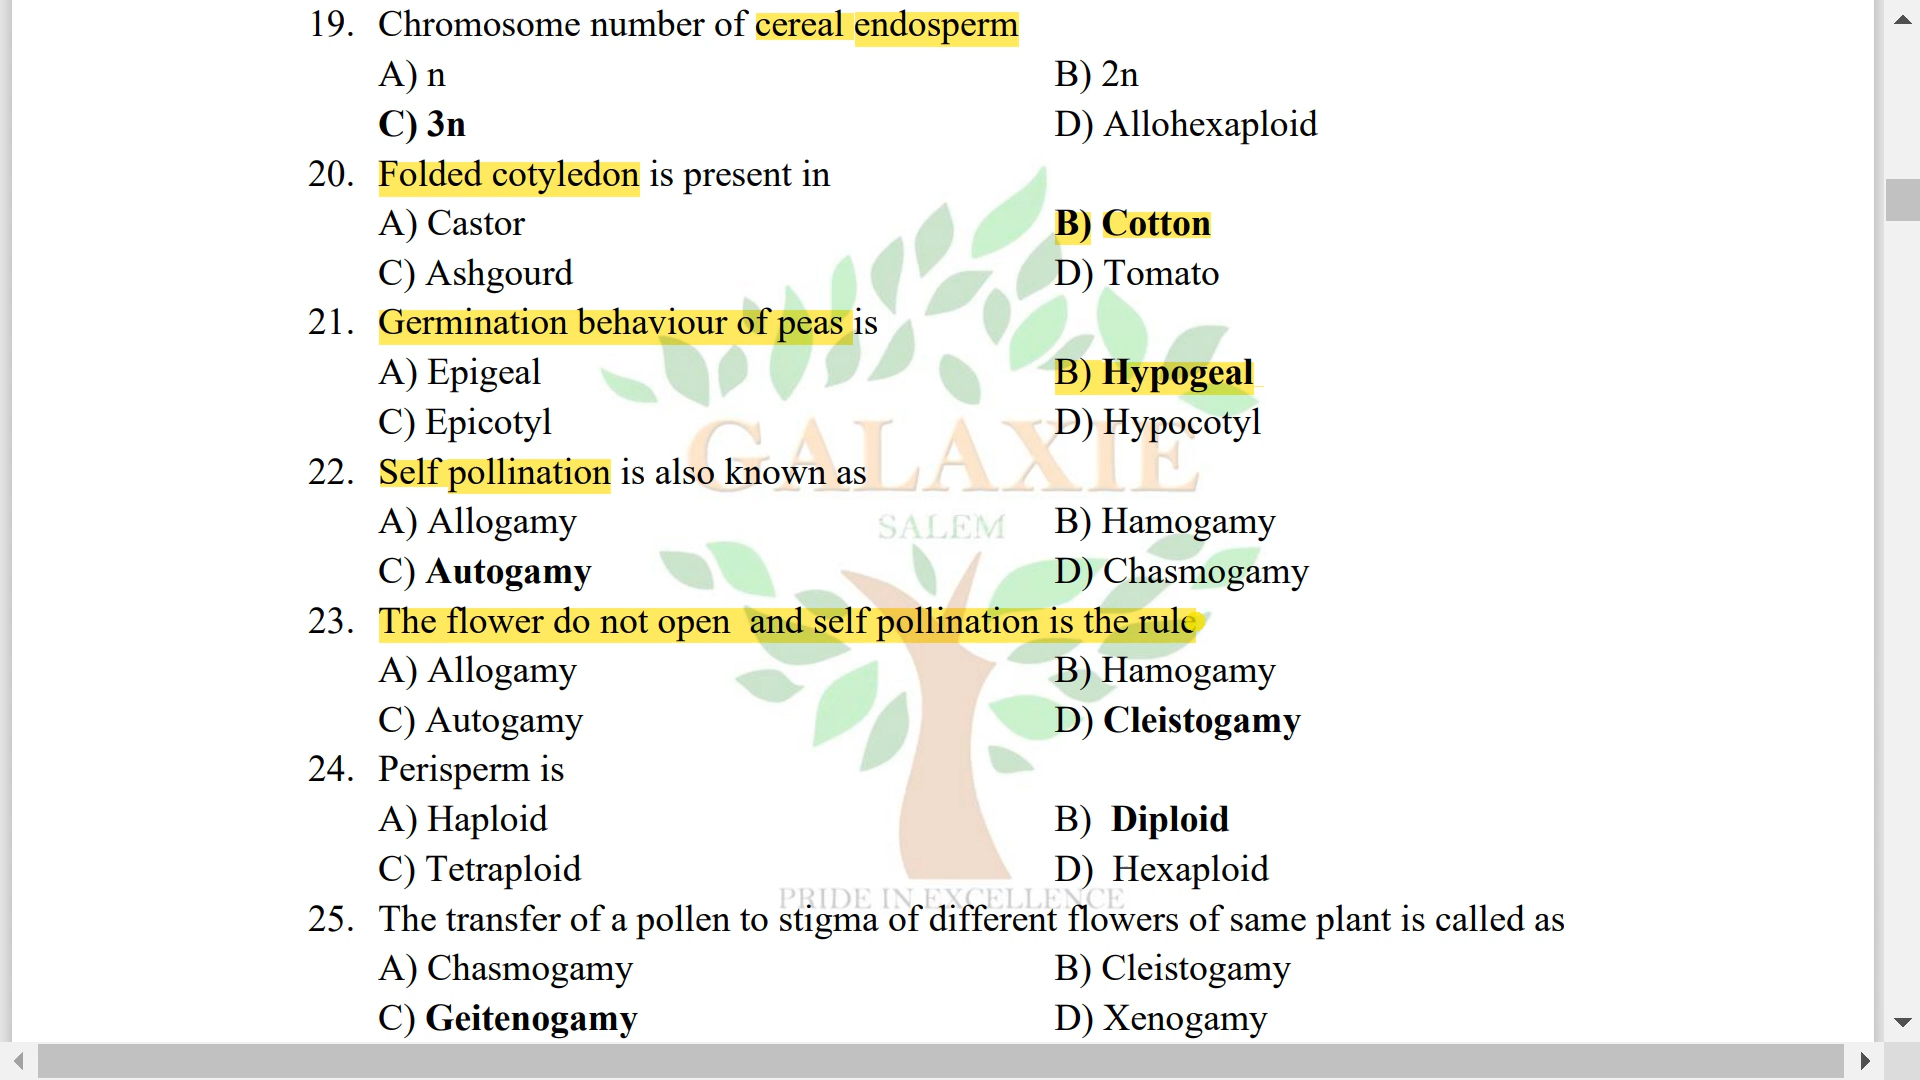 19. Chromosome number of cereal endosperm
A) n B) 2n
C) 3n D) Allohexaploid
20. Folded cotyledon is present in
A) Castor B) Cotton
C) Ashgourd D) Tomato
21. Germination behaviour of peas is
A) Epigeal B) Hypogeal
C) Epicotyl D) Hypocotyl
GALAXIE
22. Self pollination is also known as
SALEM
A) Allogamy B) Hamogamy
C) Autogamy D) Chasmogamy
23. The flower do not open and self pollination is the rule
A) Allogamy B) Hamogamy
C) Autogamy D) Cleistogamy
24. Perisperm is
A) Haploid B) Diploid
C) Tetraploid D) Hexaploid
PRIDE IN EXCELLENCE
25. The transfer of a pollen to stigma of different flowers of same plant is called as
A) Chasmogamy B) Cleistogamy
C) Geitenogamy D) Xenogamy